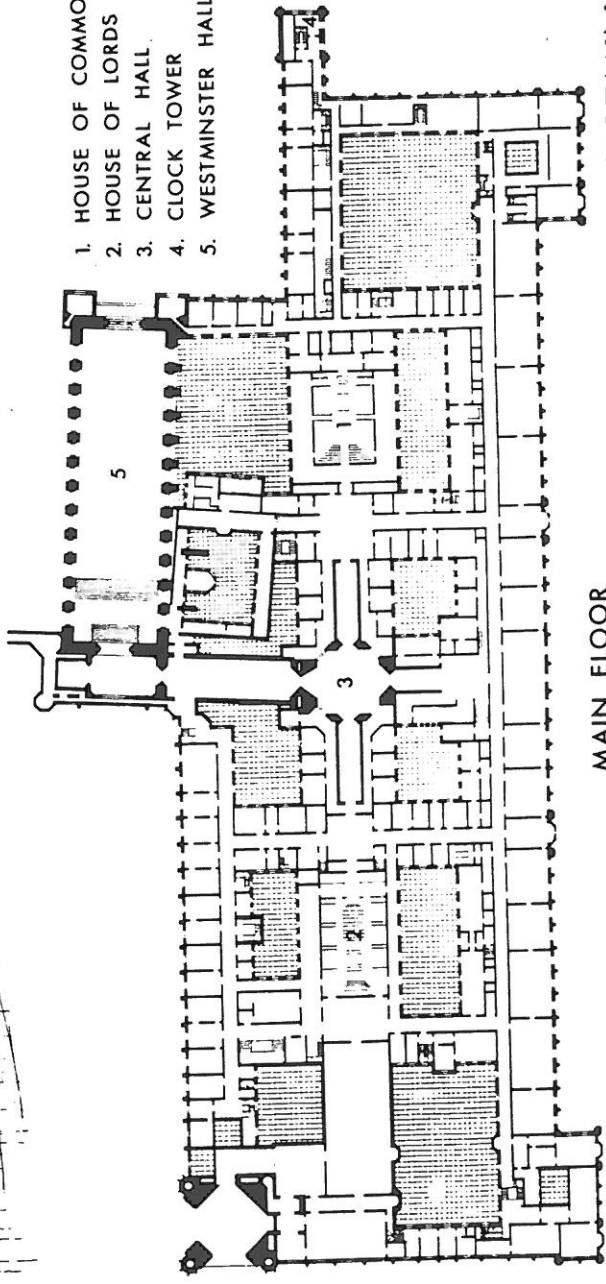 1. HOUSE OF COMMO
2. HOUSE OF LORDS
3. CENTRAL HALL
4. CLOCK TOWER
5. WESTMINSTER HALL
5
4
1
3
2
MAIN FLOOR